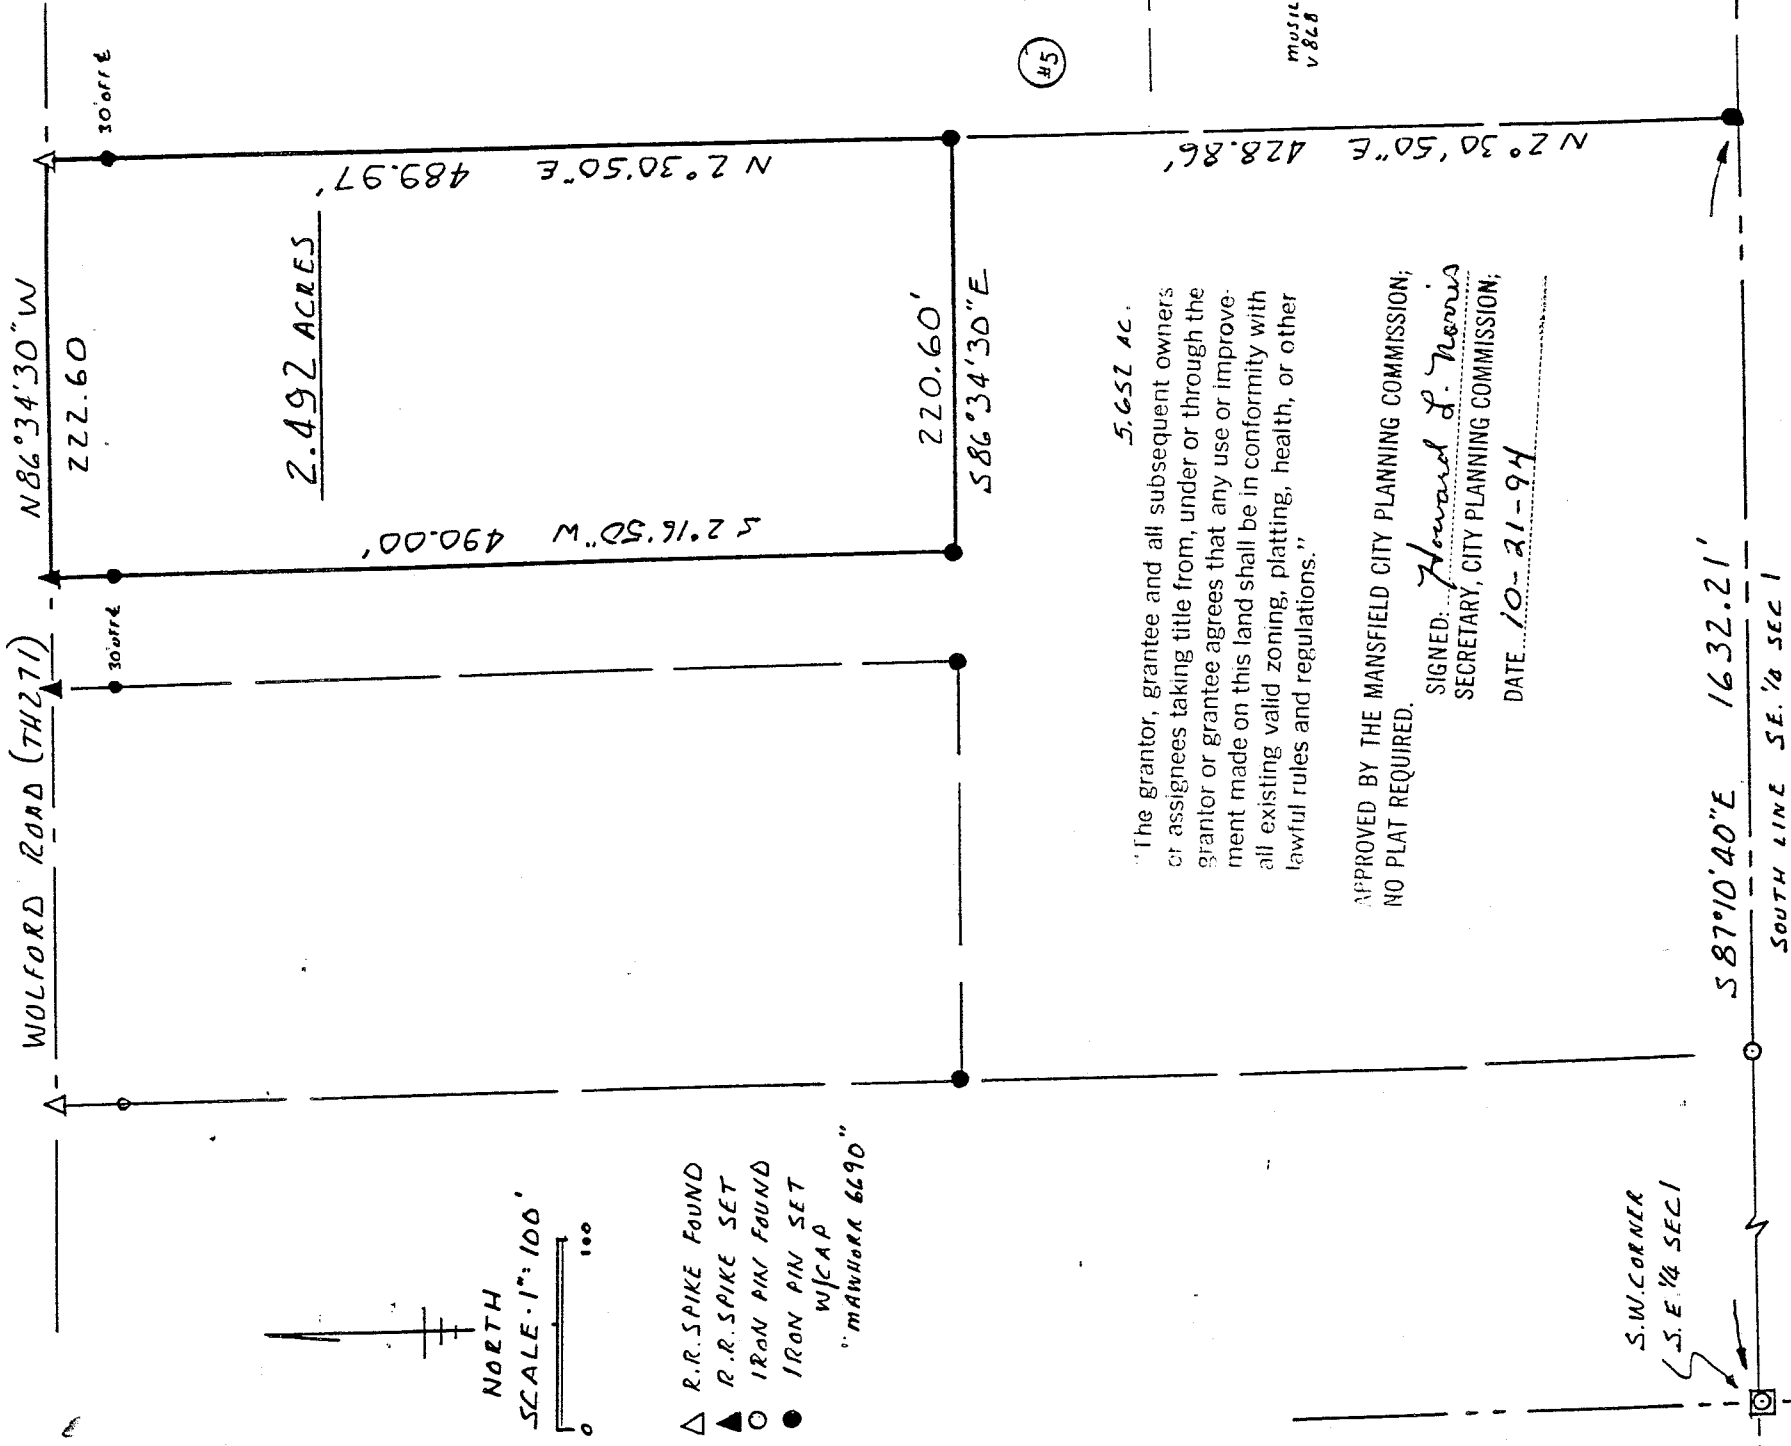 WOLFORD ROAD (TH271)
N86°34'30"W
222.60
30'OFF ℄
30'OFF ℄
2.492 ACRES
N 2°30'50"E 489.97'
S 2°16'50"W 490.00'
220.60'
S86°34'30"E
#5
MUSIL
V868
N 2°30'50"E 428.86'
5.652 AC.
"The grantor, grantee and all subsequent owners
or assignees taking title from, under or through the
grantor or grantee agrees that any use or improve-
ment made on this land shall be in conformity with
all existing valid zoning, platting, health, or other
lawful rules and regulations."
APPROVED BY THE MANSFIELD CITY PLANNING COMMISSION;
NO PLAT REQUIRED.
SIGNED: Howard L. Norris
SECRETARY, CITY PLANNING COMMISSION;
DATE 10-21-94
NORTH
SCALE·1"=100'
0 100
R.R.SPIKE FOUND
R.R.SPIKE SET
IRON PIN FOUND
IRON PIN SET
W/CAP
"MAWHORR 6690"
S.W.CORNER
S.E.1/4 SEC1
S87°10'40"E 1632.21'
SOUTH LINE SE.1/4 SEC 1